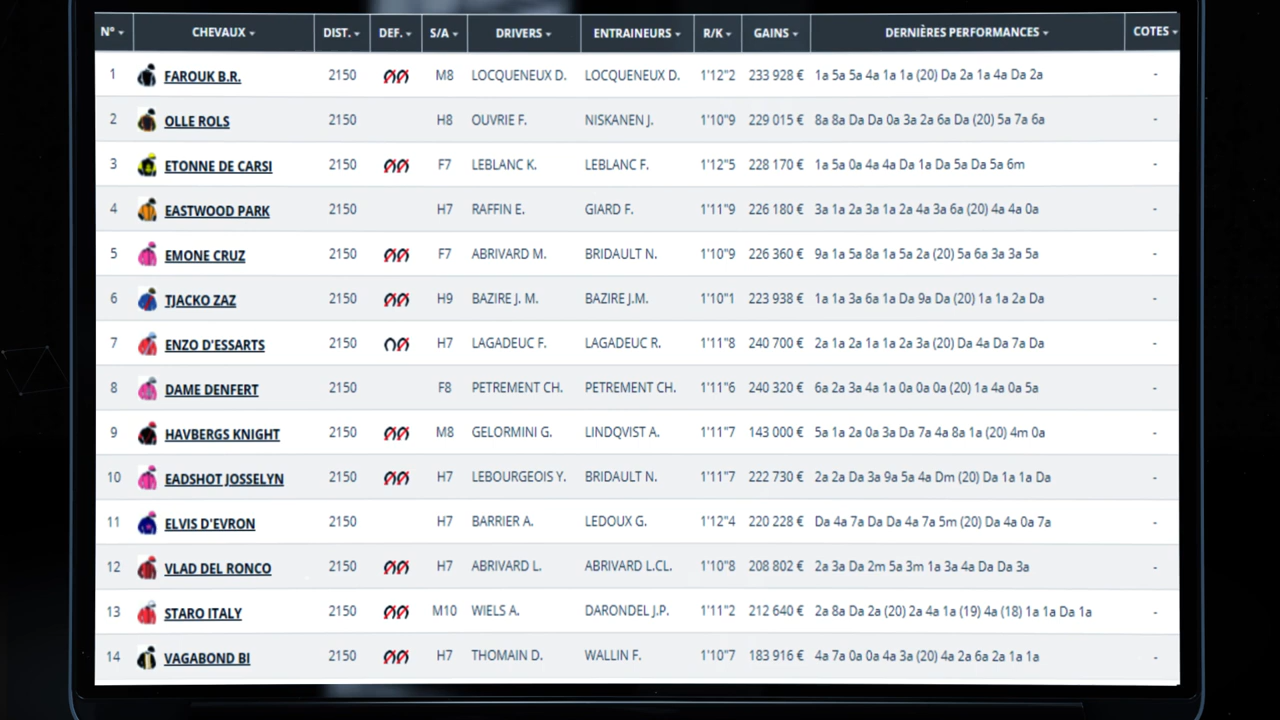 N° CHEVAUX DIST. DEF. S/A DRIVERS ENTRAINEURS R/K GAINS DERNIÈRES PERFORMANCES COTES
1 FAROUK B.R. 2150 M8 LOCQUENEUX D. LOCQUENEUX D. 1'12"2 233 928 € 1a 5a 5a 4a 1a 1a (20) Da 2a 1a 4a Da 2a -
2 OLLE ROLS 2150 H8 OUVRIE F. NISKANEN J. 1'10"9 229 015 € 8a 8a Da Da 0a 3a 2a 6a Da (20) 5a 7a 6a -
3 ETONNE DE CARSI 2150 F7 LEBLANC K. LEBLANC F. 1'12"5 228 170 € 1a 5a 0a 4a 4a Da 1a Da 5a Da 5a 6m -
4 EASTWOOD PARK 2150 H7 RAFFIN E. GIARD F. 1'11"9 226 180 € 3a 1a 2a 3a 1a 2a 4a 3a 6a (20) 4a 4a 0a -
5 EMONE CRUZ 2150 F7 ABRIVARD M. BRIDAULT N. 1'10"9 226 360 € 9a 1a 5a 8a 1a 5a 2a (20) 5a 6a 3a 3a 5a -
6 TJACKO ZAZ 2150 H9 BAZIRE J. M. BAZIRE J.M. 1'10"1 223 938 € 1a 1a 3a 6a 1a Da 9a Da (20) 1a 1a 2a Da -
7 ENZO D'ESSARTS 2150 H7 LAGADEUC F. LAGADEUC R. 1'11"8 240 700 € 2a 1a 2a 1a 1a 2a 3a (20) Da 4a Da 7a Da -
8 DAME DENFERT 2150 F8 PETREMENT CH. PETREMENT CH. 1'11"6 240 320 € 6a 2a 3a 4a 1a 0a 0a 0a (20) 1a 4a 0a 5a -
9 HAVBERGS KNIGHT 2150 M8 GELORMINI G. LINDQVIST A. 1'11"7 143 000 € 5a 1a 2a 0a 3a Da 7a 4a 8a 1a (20) 4m 0a -
10 EADSHOT JOSSELYN 2150 H7 LEBOURGEOIS Y. BRIDAULT N. 1'11"7 222 730 € 2a 2a Da 3a 9a 5a 4a Dm (20) Da 1a 1a Da -
11 ELVIS D'EVRON 2150 H7 BARRIER A. LEDOUX G. 1'12"4 220 228 € Da 4a 7a Da Da 4a 7a 5m (20) Da 4a 0a 7a -
12 VLAD DEL RONCO 2150 H7 ABRIVARD L. ABRIVARD L.CL. 1'10"8 208 802 € 2a 3a Da 2m 5a 3m 1a 3a 4a Da Da 3a -
13 STARO ITALY 2150 M10 WIELS A. DARONDEL J.P. 1'11"2 212 640 € 2a 8a Da 2a (20) 2a 4a 1a (19) 4a (18) 1a 1a Da 1a -
14 VAGABOND BI 2150 H7 THOMAIN D. WALLIN F. 1'10"7 183 916 € 4a 7a 0a 0a 4a 3a (20) 4a 2a 6a 2a 1a 1a -